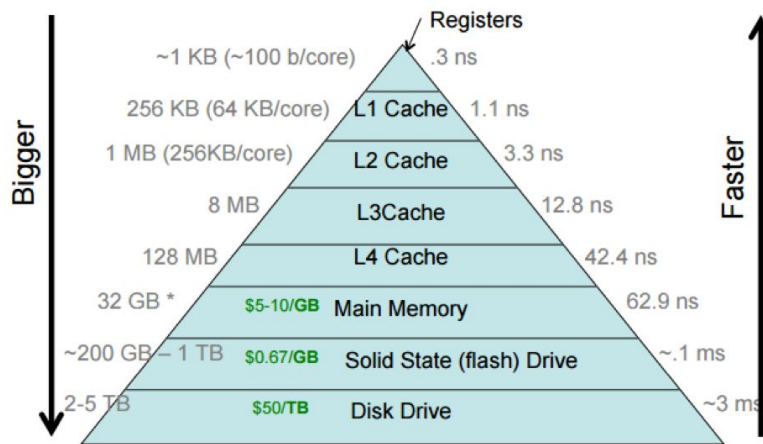 Registers
~1 KB (~100 b/core) .3 ns
256 KB (64 KB/core) L1 Cache 1.1 ns
1 MB (256KB/core) L2 Cache 3.3 ns
8 MB L3Cache 12.8 ns
128 MB L4 Cache 42.4 ns
32 GB * $5-10/GB Main Memory 62.9 ns
~200 GB – 1 TB $0.67/GB Solid State (flash) Drive ~.1 ms
2-5 TB $50/TB Disk Drive ~3 ms
Bigger
Faster